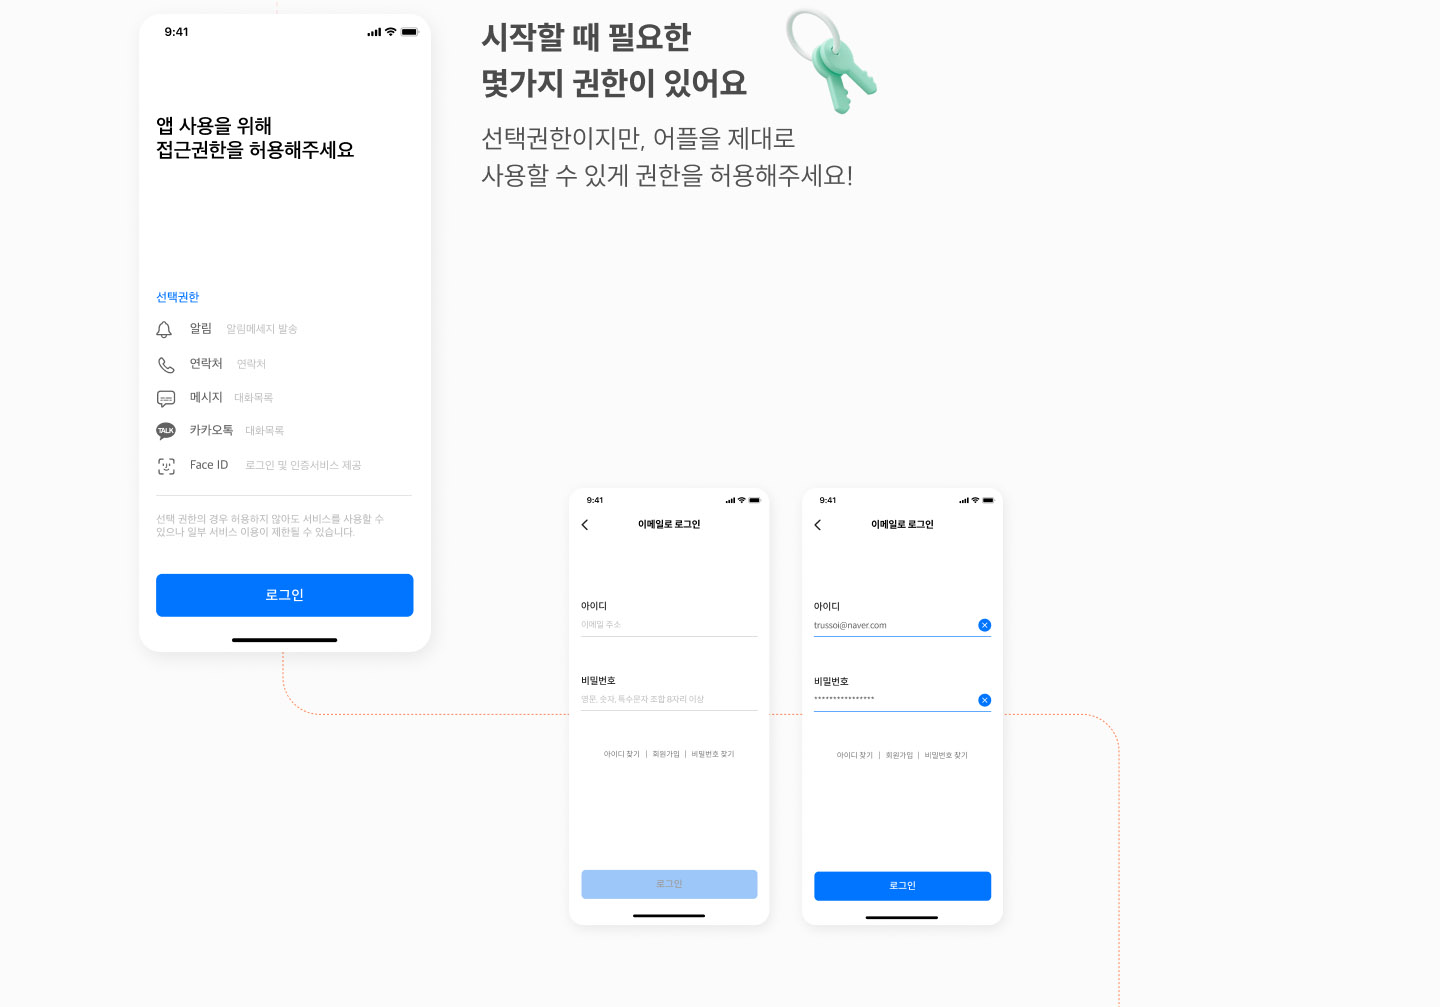 9:41
앱 사용을 위해
접근권한을 허용해주세요
선택권한
알림 알림메세지 발송
연락처 연락처
메시지 대화목록
TALK 카카오톡 대화목록
Face ID 로그인 및 인증서비스 제공
선택 권한의 경우 허용하지 않아도 서비스를 사용할 수
있으나 일부 서비스 이용이 제한될 수 있습니다.
로그인
시작할 때 필요한
몇가지 권한이 있어요
선택권한이지만, 어플을 제대로
사용할 수 있게 권한을 허용해주세요!
9:41
이메일로 로그인
아이디
이메일 주소
비밀번호
영문, 숫자, 특수문자 조합 8자리 이상
아이디 찾기 | 회원가입 | 비밀번호 찾기
로그인
9:41
이메일로 로그인
아이디
trussoi@naver.com
비밀번호
****************
아이디 찾기 | 회원가입 | 비밀번호 찾기
로그인